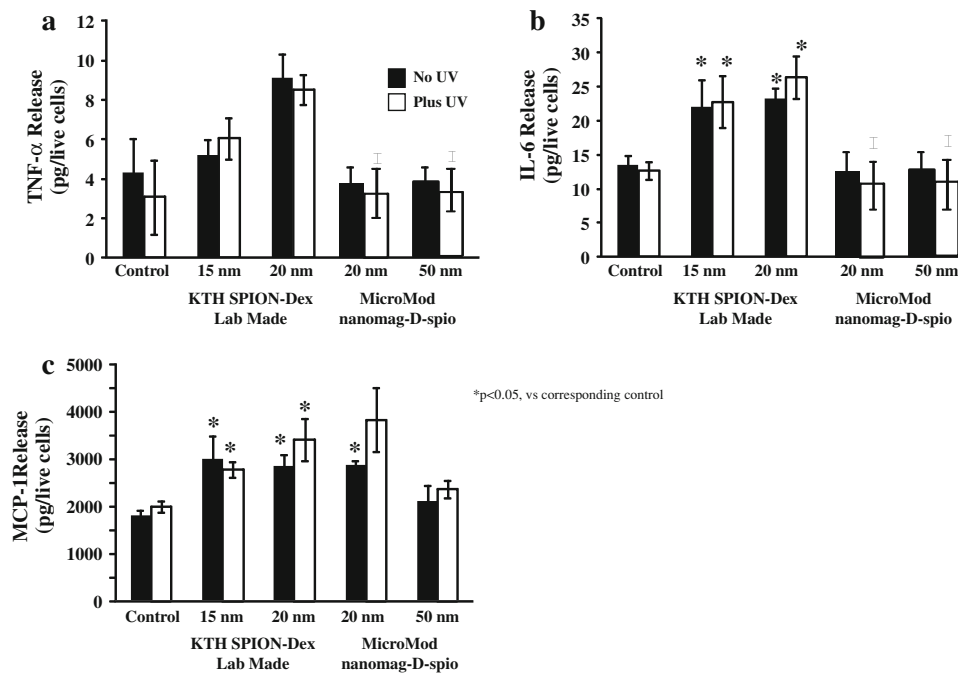 a
12
10
8
6
4
2
0
TNF-α Release
(pg/live cells)
No UV
Plus UV
Control
15 nm
20 nm
20 nm
50 nm
KTH SPION-Dex
Lab Made
MicroMod
nanomag-D-spio
b
35
30
25
20
15
10
5
0
IL-6 Release
(pg/live cells)
* * * *
Control
15 nm
20 nm
20 nm
50 nm
KTH SPION-Dex
Lab Made
MicroMod
nanomag-D-spio
c
5000
4000
3000
2000
1000
0
MCP-1Release
(pg/live cells)
* * * * *
Control
15 nm
20 nm
20 nm
50 nm
KTH SPION-Dex
Lab Made
MicroMod
nanomag-D-spio
*p<0.05, vs corresponding control